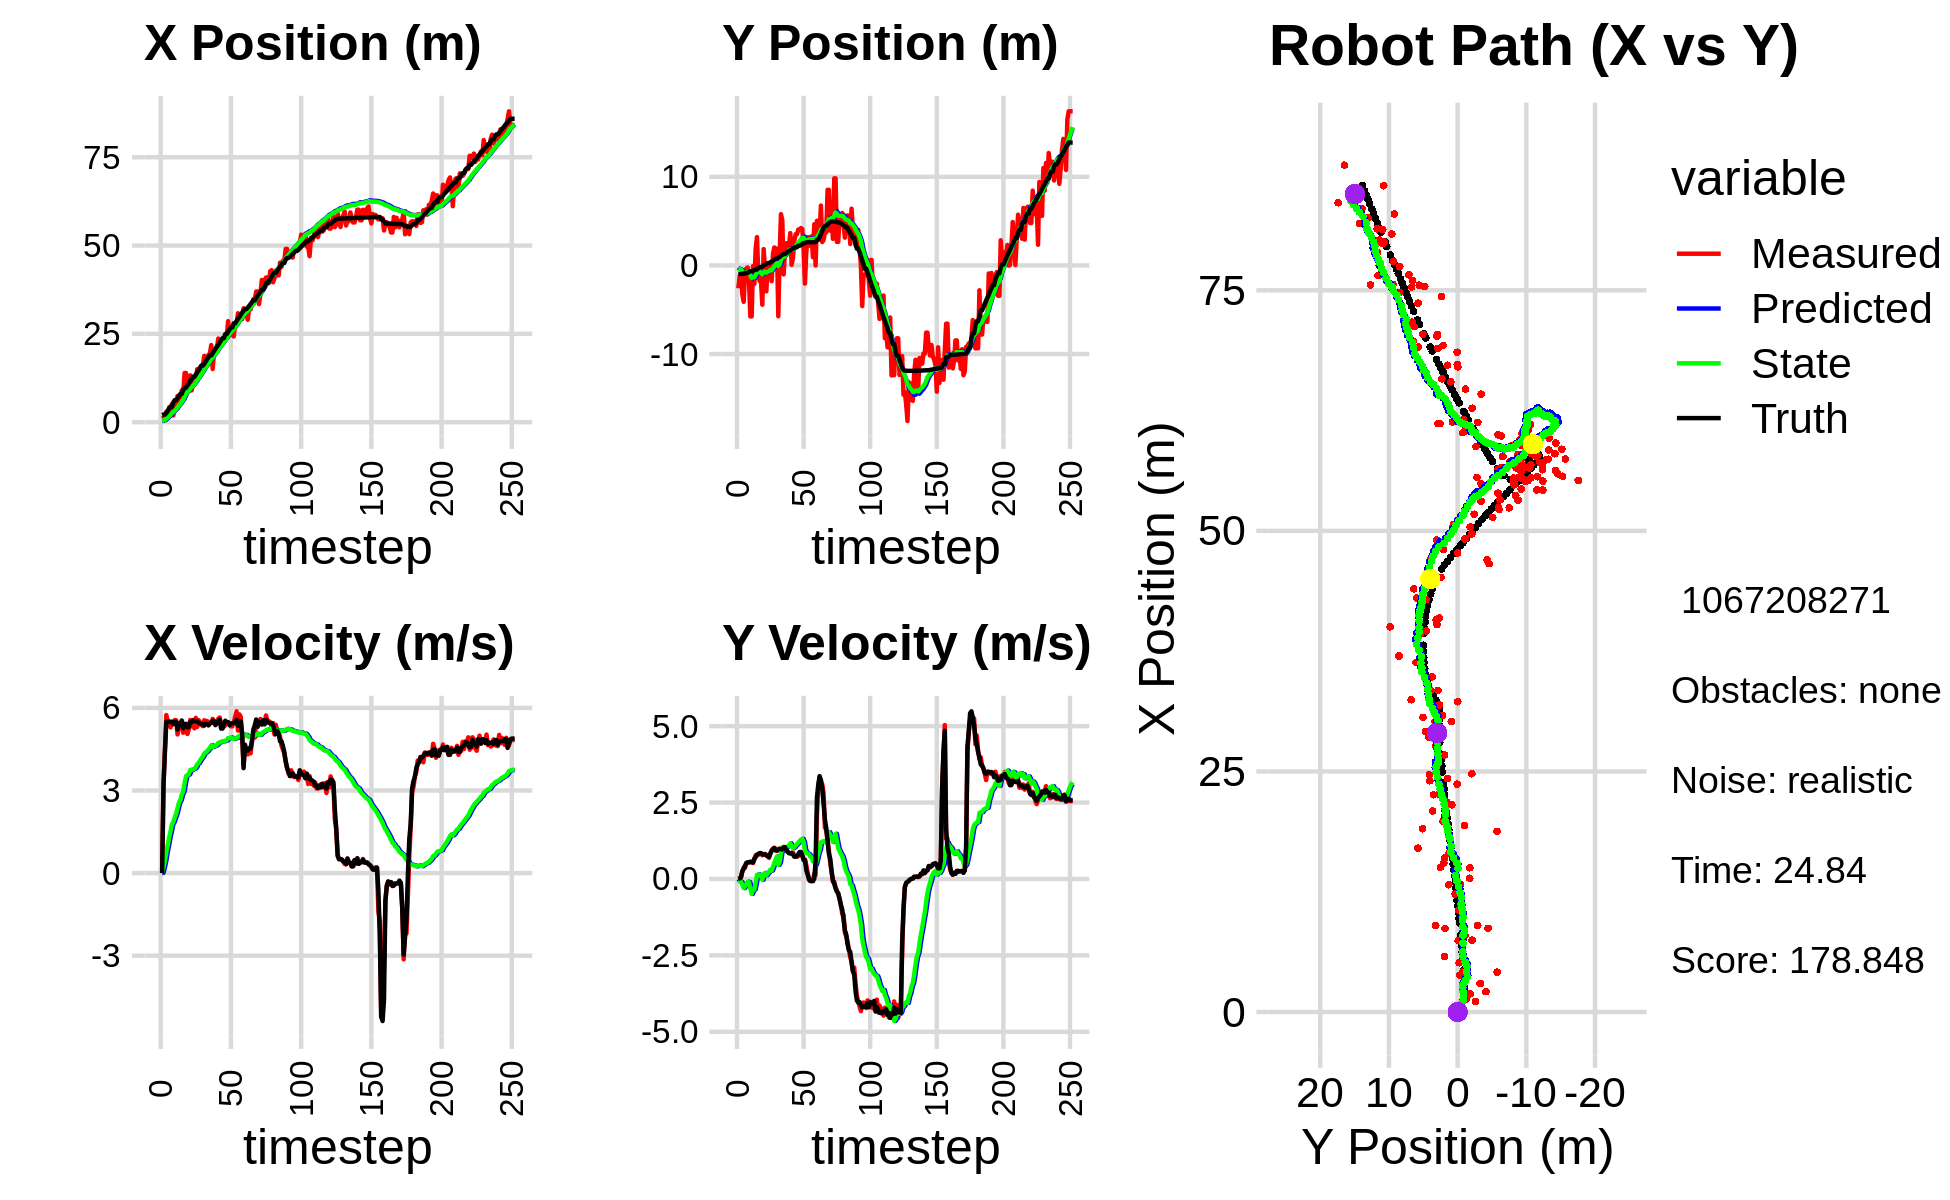 X Position (m)
75
50
25
0
0 50 100 150 200 250
timestep
Y Position (m)
10
0
-10
0 50 100 150 200 250
timestep
X Velocity (m/s)
6
3
0
-3
0 50 100 150 200 250
timestep
Y Velocity (m/s)
5.0
2.5
0.0
-2.5
-5.0
0 50 100 150 200 250
timestep
Robot Path (X vs Y)
X Position (m)
75
50
25
0
20 10 0 -10 -20
Y Position (m)
variable
Measured
Predicted
State
Truth
1067208271
Obstacles: none
Noise: realistic
Time: 24.84
Score: 178.848